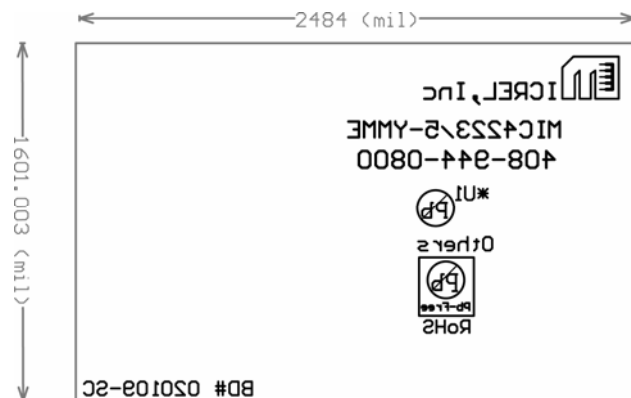 2484 (mil)
1601.003 (mil)
MICREL, Inc
MIC4223/5-YMME
408-944-0800
*U1
Pb
Others
Pb
Pb-Free
RoHS
BD# 020109-SC